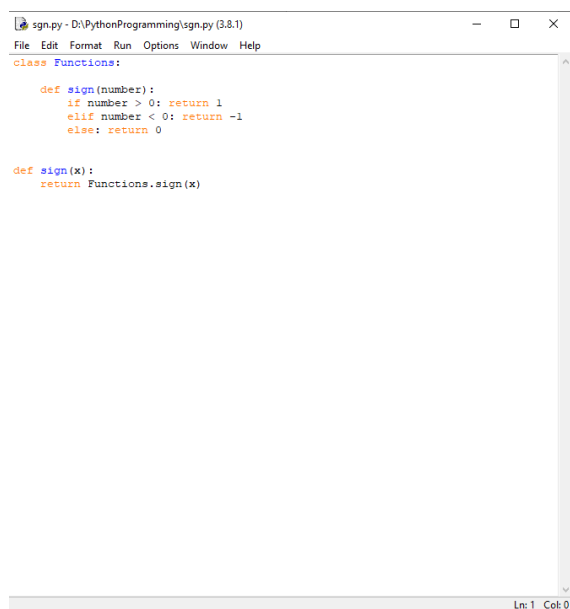 sgn.py - D:\PythonProgramming\sgn.py (3.8.1)
File Edit Format Run Options Window Help
class Functions:
    def sign(number):
        if number > 0: return 1
        elif number < 0: return -1
        else: return 0
def sign(x):
    return Functions.sign(x)
Ln: 1 Col: 0